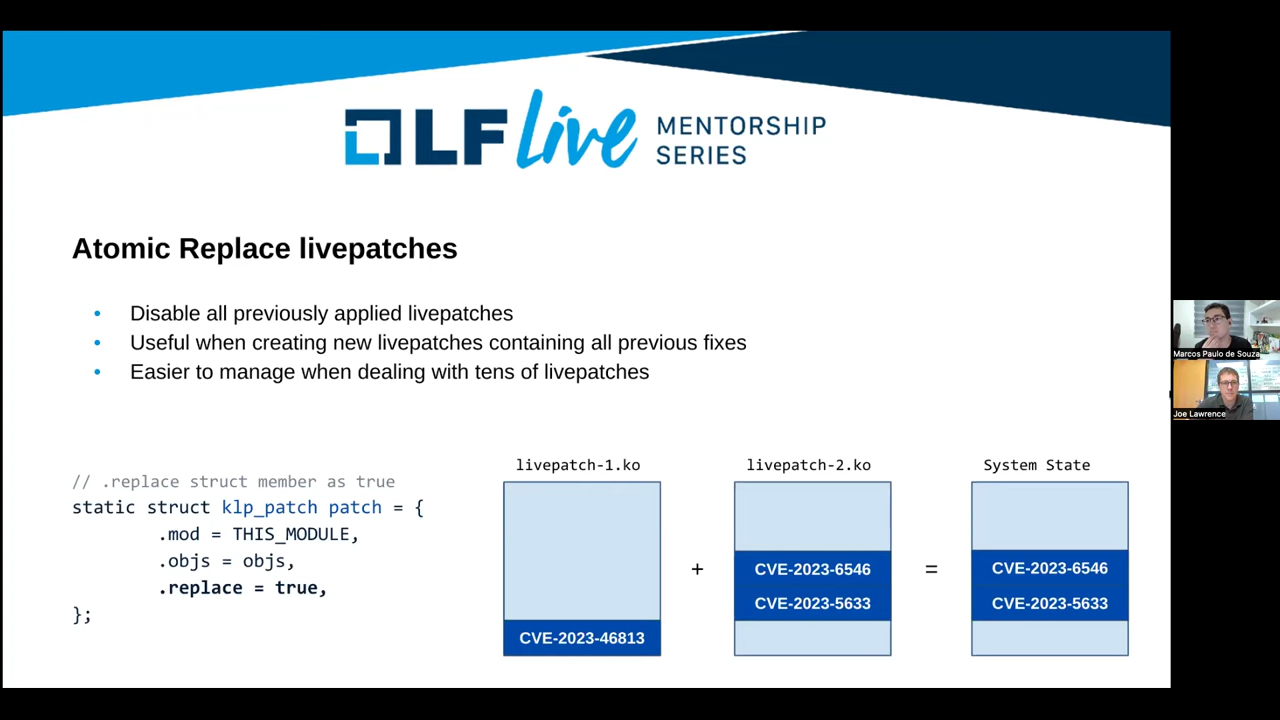 LF Live MENTORSHIP
SERIES
Atomic Replace livepatches
• Disable all previously applied livepatches
• Useful when creating new livepatches containing all previous fixes
• Easier to manage when dealing with tens of livepatches
// .replace struct member as true
static struct klp_patch patch = {
.mod = THIS_MODULE,
.objs = objs,
.replace = true,
};
livepatch-1.ko
CVE-2023-46813
+
livepatch-2.ko
CVE-2023-6546
CVE-2023-5633
=
System State
CVE-2023-6546
CVE-2023-5633
Marcos Paulo de Souza
Joe Lawrence